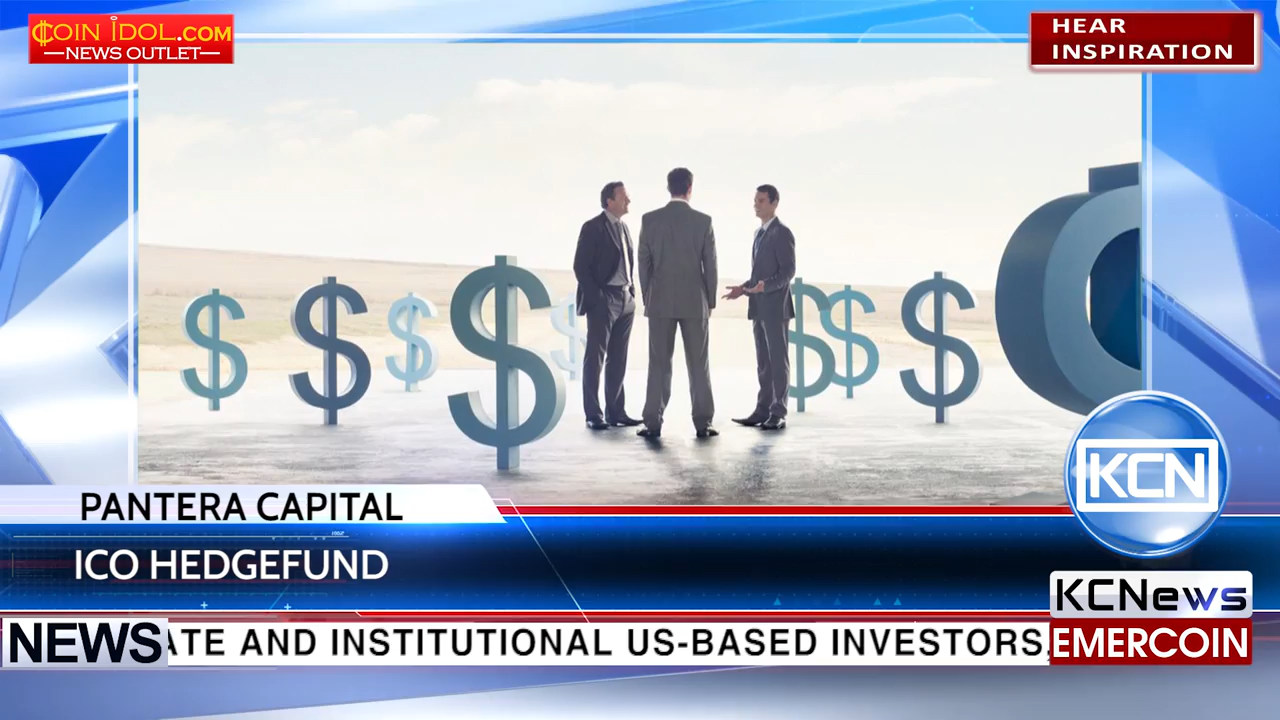 COIN IDOL.COM
NEWS OUTLET
HEAR
INSPIRATION
KCN
PANTERA CAPITAL
ICO HEDGEFUND
KCNews
NEWS
ATE AND INSTITUTIONAL US-BASED INVESTORS,
EMERCOIN